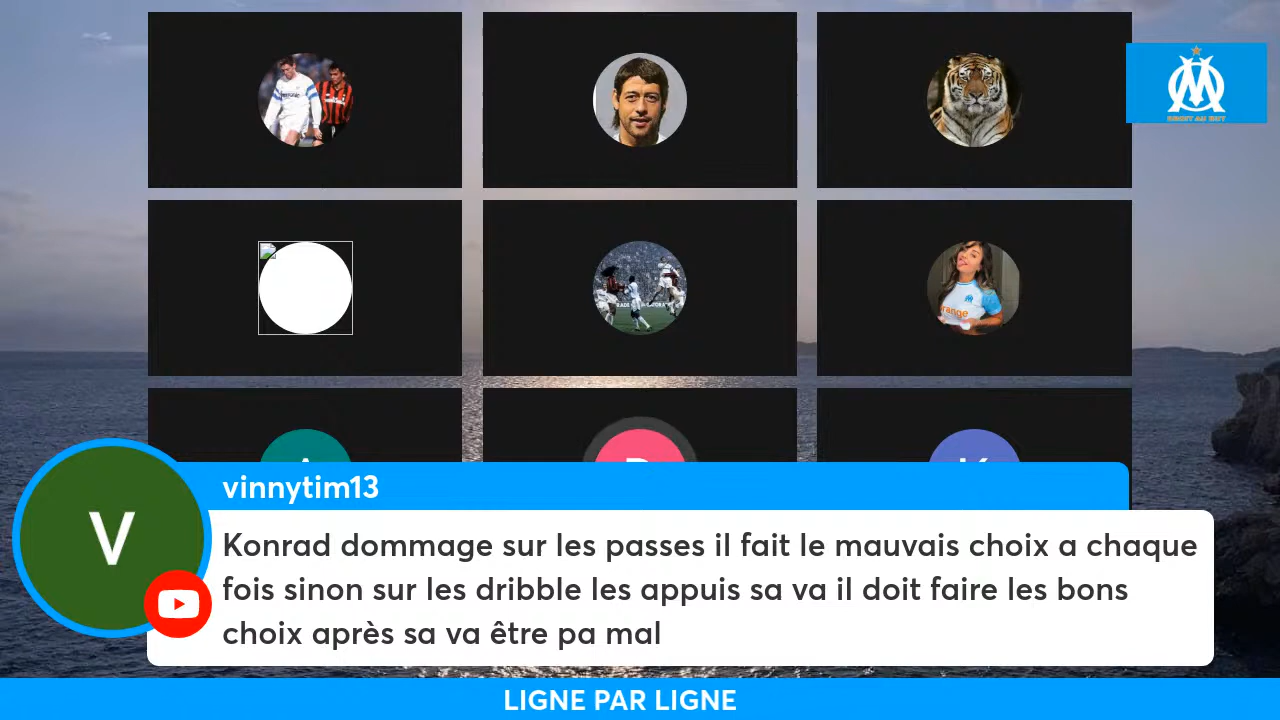 vinnytim13
Konrad dommage sur les passes il fait le mauvais choix a chaque
fois sinon sur les dribble les appuis sa va il doit faire les bons
choix après sa va être pa mal
V
LIGNE PAR LIGNE